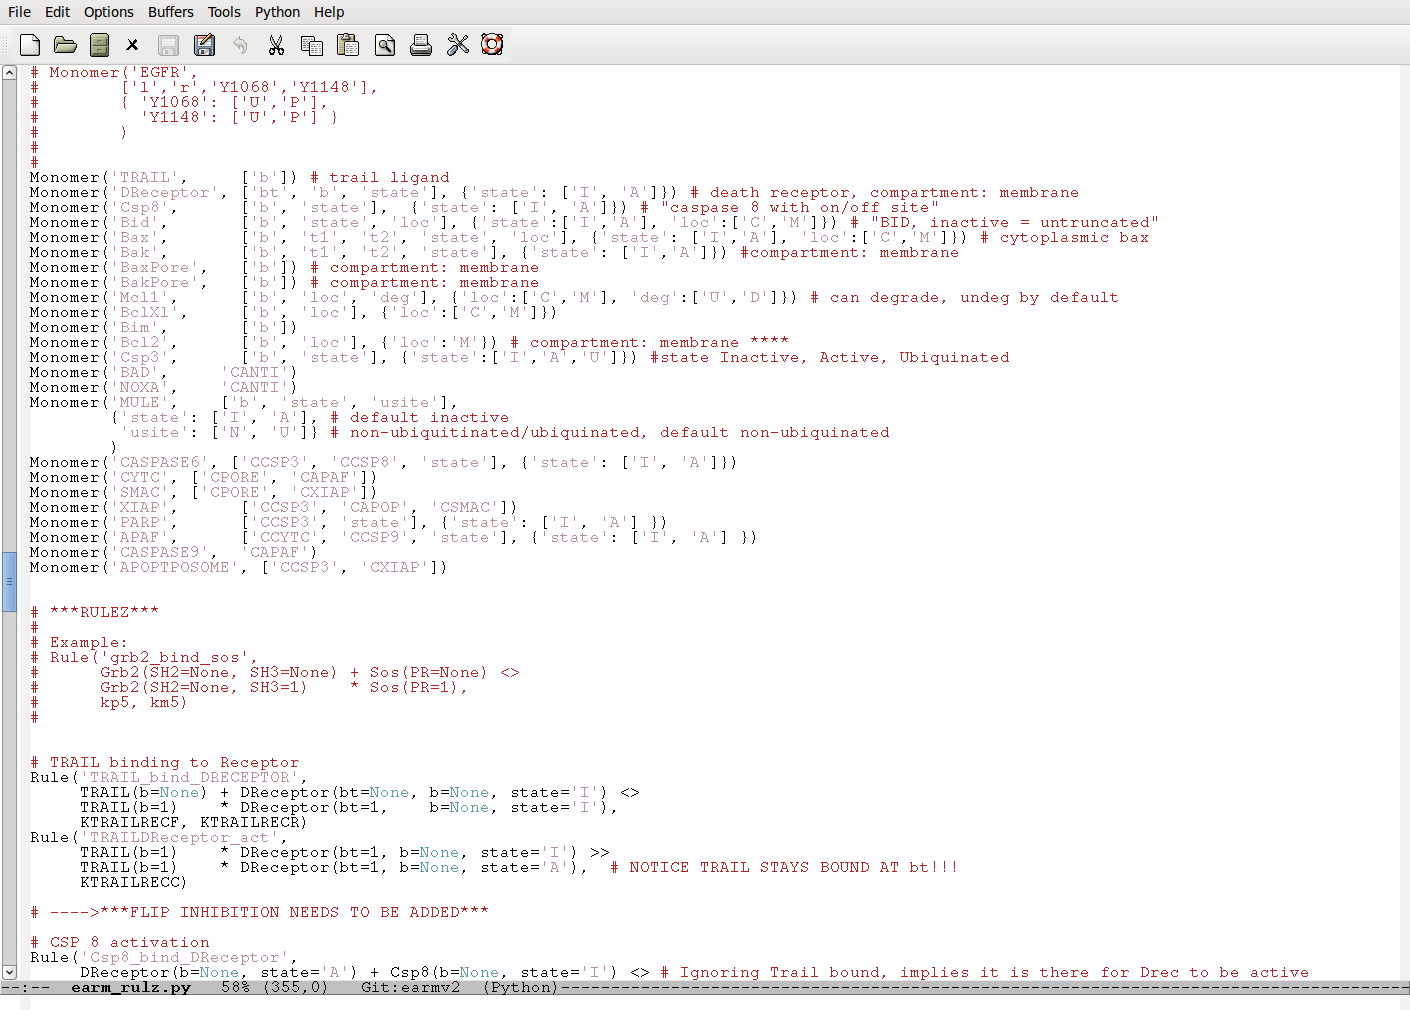 File Edit Options Buffers Tools Python Help
# Monomer('EGFR',
#        ['l','r','Y1068','Y1148'],
#        { 'Y1068': ['U','P'],
#          'Y1148': ['U','P'] }
#        )
#
#
Monomer('TRAIL',     ['b']) # trail ligand
Monomer('DReceptor', ['bt', 'b', 'state'], {'state': ['I', 'A']}) # death receptor, compartment: membrane
Monomer('Csp8',      ['b', 'state'],  {'state': ['I', 'A']}) # "caspase 8 with on/off site"
Monomer('Bid',       ['b', 'state', 'loc'], {'state':['I','A'], 'loc':['C','M']}) # "BID, inactive = untruncated"
Monomer('Bax',       ['b', 't1', 't2', 'state', 'loc'], {'state': ['I','A'], 'loc':['C','M']}) # cytoplasmic bax
Monomer('Bak',       ['b', 't1', 't2', 'state'], {'state': ['I','A']}) #compartment: membrane
Monomer('BaxPore',   ['b']) # compartment: membrane
Monomer('BakPore',   ['b']) # compartment: membrane
Monomer('Mcl1',      ['b', 'loc', 'deg'], {'loc':['C','M'], 'deg':['U','D']}) # can degrade, undeg by default
Monomer('BclXl',     ['b', 'loc'], {'loc':['C','M']})
Monomer('Bim',       ['b'])
Monomer('Bcl2',      ['b', 'loc'], {'loc':'M'}) # compartment: membrane ****
Monomer('Csp3',      ['b', 'state'], {'state':['I','A','U']}) #state Inactive, Active, Ubiquinated
Monomer('BAD',     'CANTI')
Monomer('NOXA',    'CANTI')
Monomer('MULE',    ['b', 'state', 'usite'],
        {'state': ['I', 'A'], # default inactive
         'usite': ['N', 'U']} # non-ubiquitinated/ubiquinated, default non-ubiquinated
        )
Monomer('CASPASE6', ['CCSP3', 'CCSP8', 'state'], {'state': ['I', 'A']})
Monomer('CYTC', ['CPORE', 'CAPAF'])
Monomer('SMAC', ['CPORE', 'CXIAP'])
Monomer('XIAP',      ['CCSP3', 'CAPOP', 'CSMAC'])
Monomer('PARP',      ['CCSP3', 'state'], {'state': ['I', 'A'] })
Monomer('APAF',      ['CCYTC', 'CCSP9', 'state'], {'state': ['I', 'A'] })
Monomer('CASPASE9',  'CAPAF')
Monomer('APOPTPOSOME', ['CCSP3', 'CXIAP'])
# ***RULEZ***
#
# Example:
# Rule('grb2_bind_sos',
#      Grb2(SH2=None, SH3=None) + Sos(PR=None) <>
#      Grb2(SH2=None, SH3=1)    * Sos(PR=1),
#      kp5, km5)
#
# TRAIL binding to Receptor
Rule('TRAIL_bind_DRECEPTOR',
     TRAIL(b=None) + DReceptor(bt=None, b=None, state='I') <>
     TRAIL(b=1)    * DReceptor(bt=1,    b=None, state='I'),
     KTRAILRECF, KTRAILRECR)
Rule('TRAILDReceptor_act',
     TRAIL(b=1)    * DReceptor(bt=1, b=None, state='I') >>
     TRAIL(b=1)    * DReceptor(bt=1, b=None, state='A'),  # NOTICE TRAIL STAYS BOUND AT bt!!!
     KTRAILRECC)
# ---->***FLIP INHIBITION NEEDS TO BE ADDED***
# CSP 8 activation
Rule('Csp8_bind_DReceptor',
     DReceptor(b=None, state='A') + Csp8(b=None, state='I') <> # Ignoring Trail bound, implies it is there for Drec to be active
--:--  earm_rulz.py   58% (355,0)    Git:earmv2  (Python)-------------------------------------------------------------------------------------